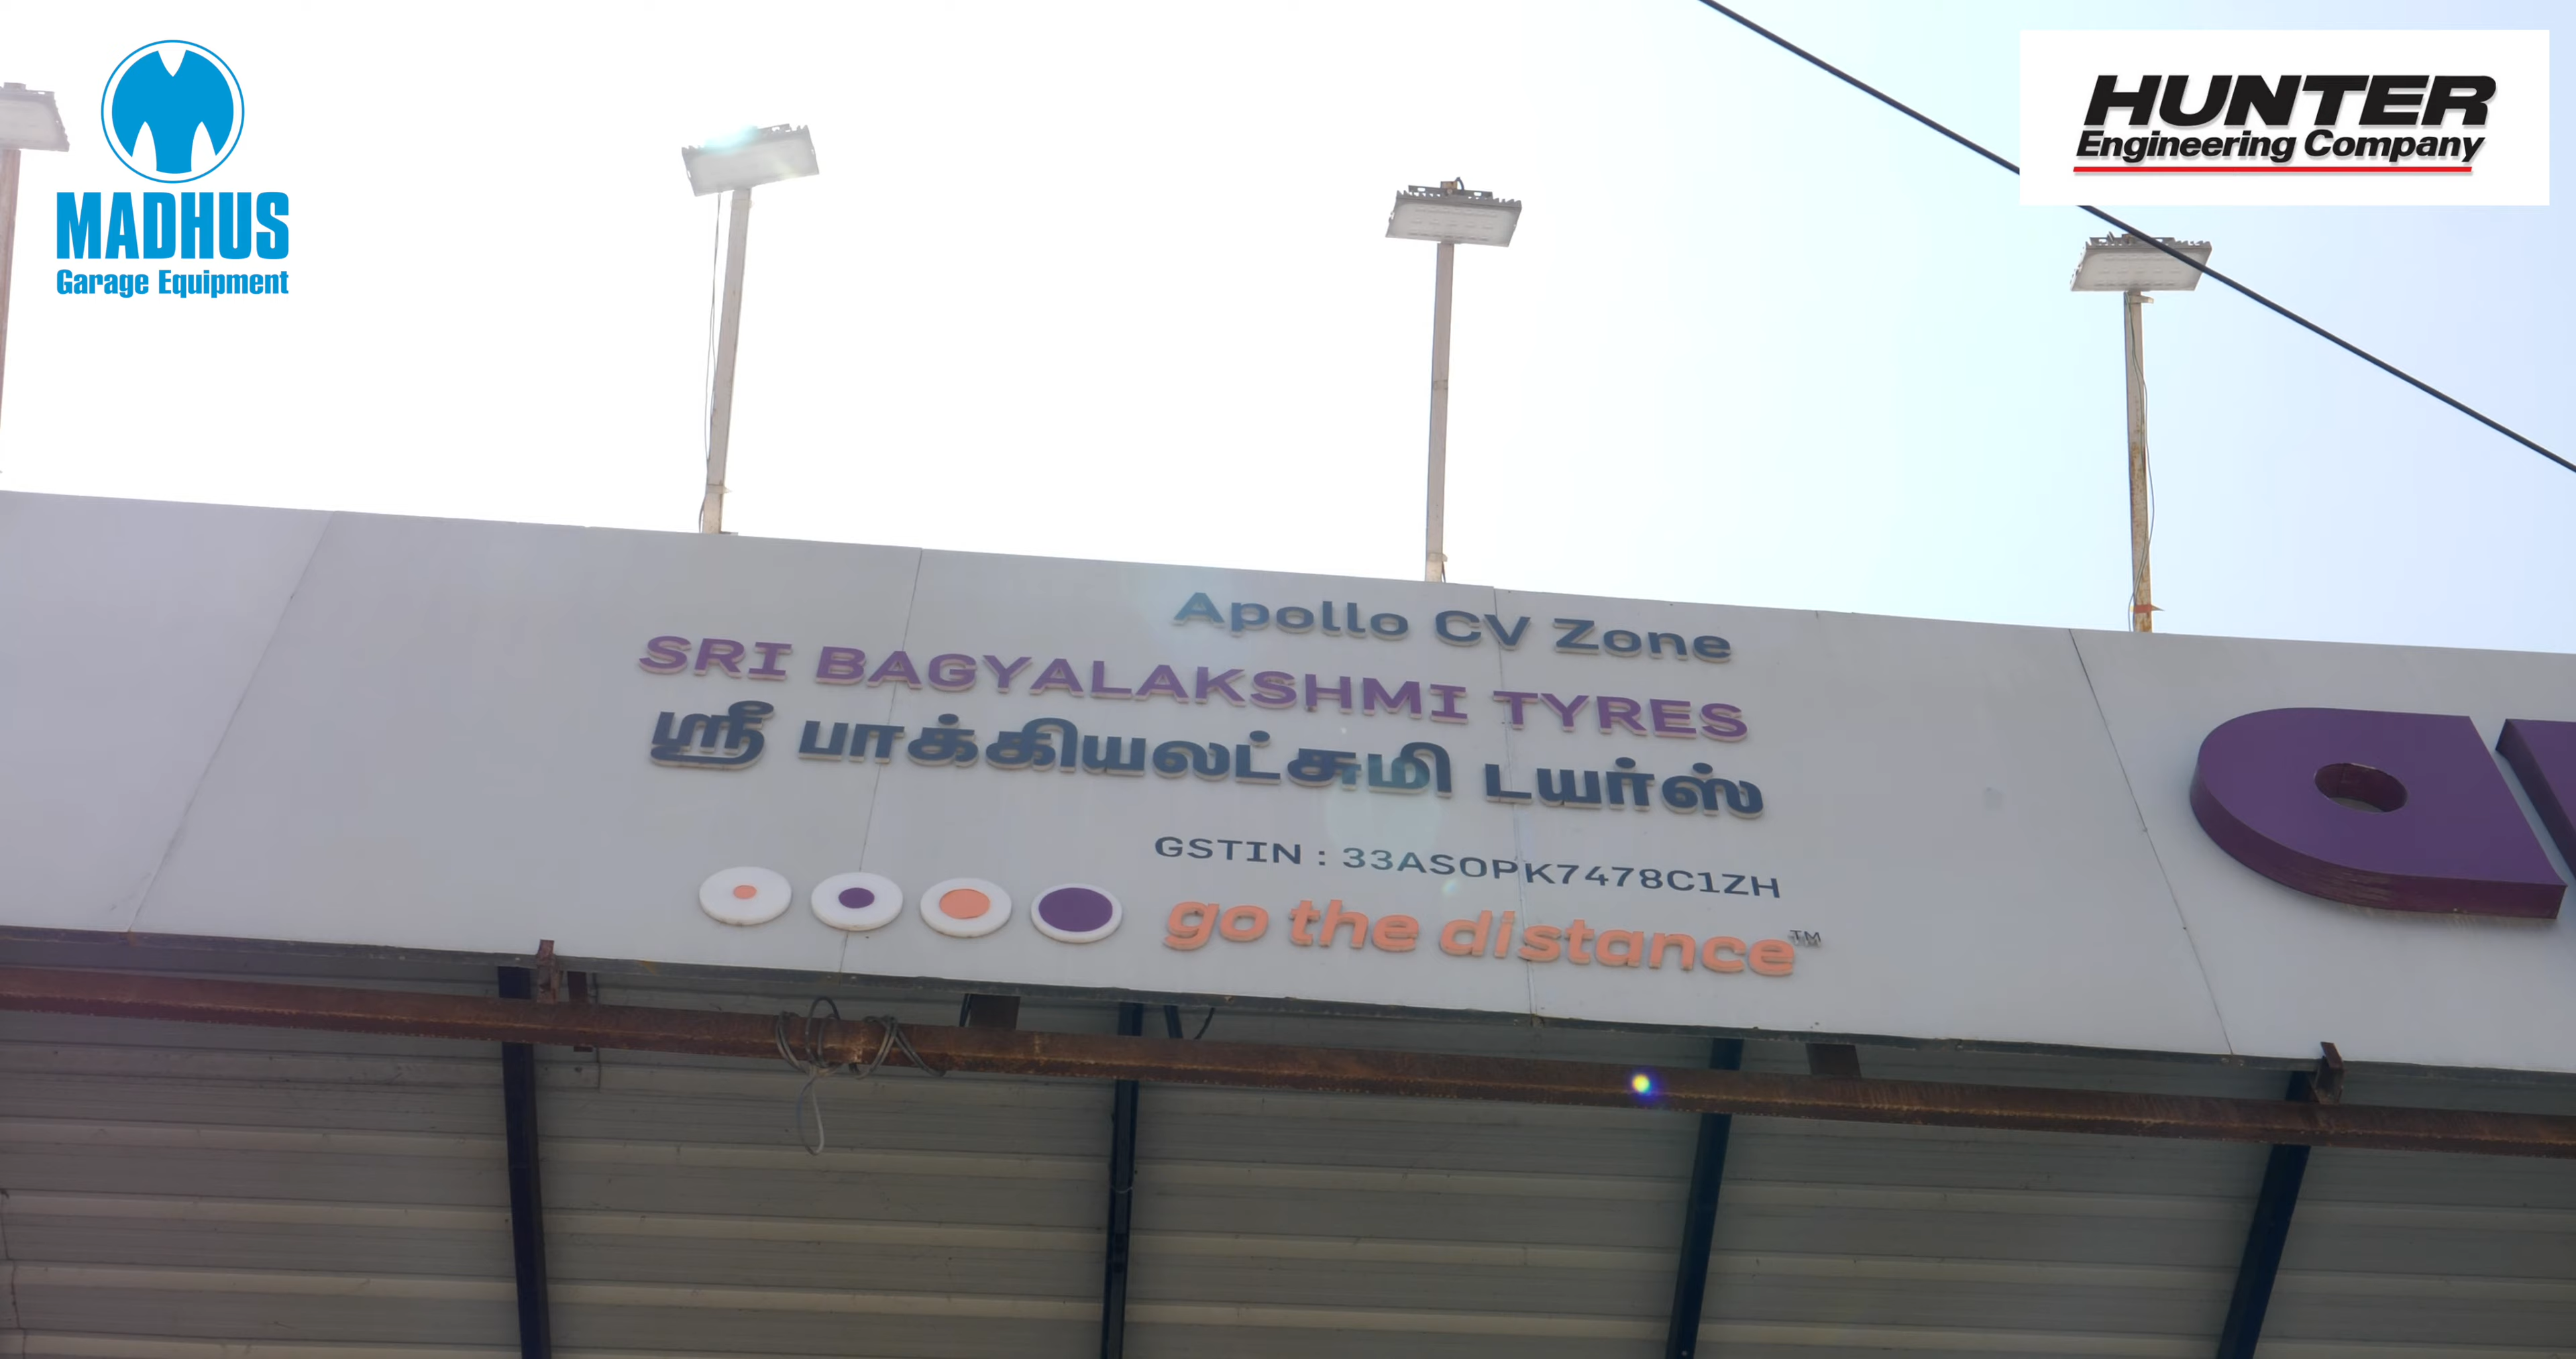 MADHUS
Garage Equipment
HUNTER
Engineering Company
Apollo CV Zone
SRI BAGYALAKSHMI TYRES
ஸ்ரீ பாக்கியலட்சுமி டயர்ஸ்
GSTIN : 33ASOPK7478C1ZH
go the distance™